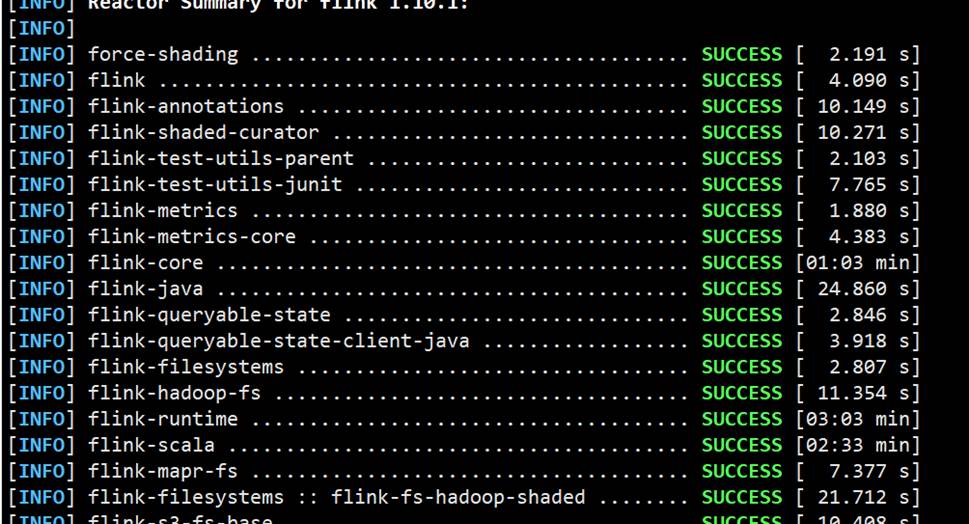 [INFO] Reactor Summary for flink 1.10.1:
[INFO]
[INFO] force-shading ...................................... SUCCESS [  2.191 s]
[INFO] flink .............................................. SUCCESS [  4.090 s]
[INFO] flink-annotations .................................. SUCCESS [ 10.149 s]
[INFO] flink-shaded-curator ............................... SUCCESS [ 10.271 s]
[INFO] flink-test-utils-parent ............................ SUCCESS [  2.103 s]
[INFO] flink-test-utils-junit ............................. SUCCESS [  7.765 s]
[INFO] flink-metrics ...................................... SUCCESS [  1.880 s]
[INFO] flink-metrics-core ................................. SUCCESS [  4.383 s]
[INFO] flink-core ......................................... SUCCESS [01:03 min]
[INFO] flink-java ......................................... SUCCESS [ 24.860 s]
[INFO] flink-queryable-state .............................. SUCCESS [  2.846 s]
[INFO] flink-queryable-state-client-java .................. SUCCESS [  3.918 s]
[INFO] flink-filesystems .................................. SUCCESS [  2.807 s]
[INFO] flink-hadoop-fs .................................... SUCCESS [ 11.354 s]
[INFO] flink-runtime ...................................... SUCCESS [03:03 min]
[INFO] flink-scala ........................................ SUCCESS [02:33 min]
[INFO] flink-mapr-fs ...................................... SUCCESS [  7.377 s]
[INFO] flink-filesystems :: flink-fs-hadoop-shaded ........ SUCCESS [ 21.712 s]
[INFO] flink-s3-fs-base ................................... SUCCESS [ 10.408 s]